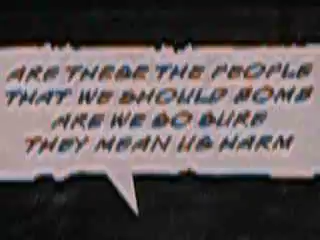 ARE THESE THE PEOPLE
THAT WE SHOULD BOMB
ARE WE SO SURE
THEY MEAN US HARM